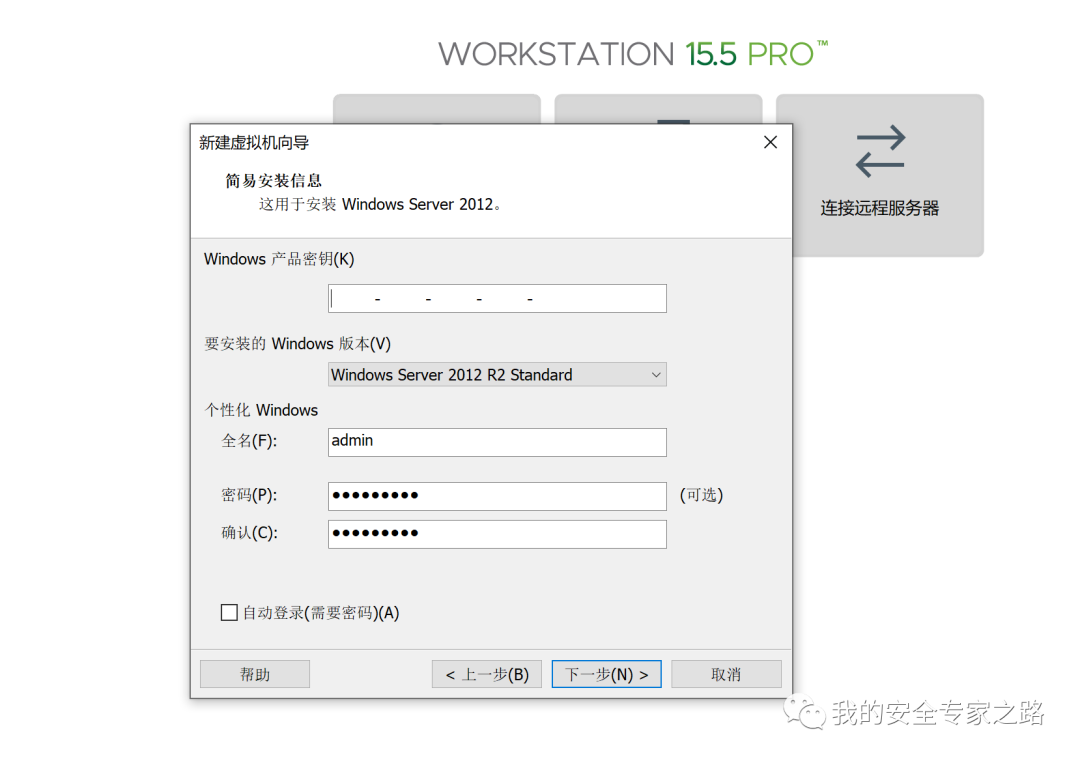 WORKSTATION 15.5 PRO™
新建虚拟机向导
简易安装信息
这用于安装 Windows Server 2012。
连接远程服务器
Windows 产品密钥(K)
- - - -
要安装的 Windows 版本(V)
Windows Server 2012 R2 Standard
个性化 Windows
全名(F): admin
密码(P): ●●●●●●●●● (可选)
确认(C): ●●●●●●●●●
自动登录(需要密码)(A)
帮助 < 上一步(B) 下一步(N) > 取消
我的安全专家之路